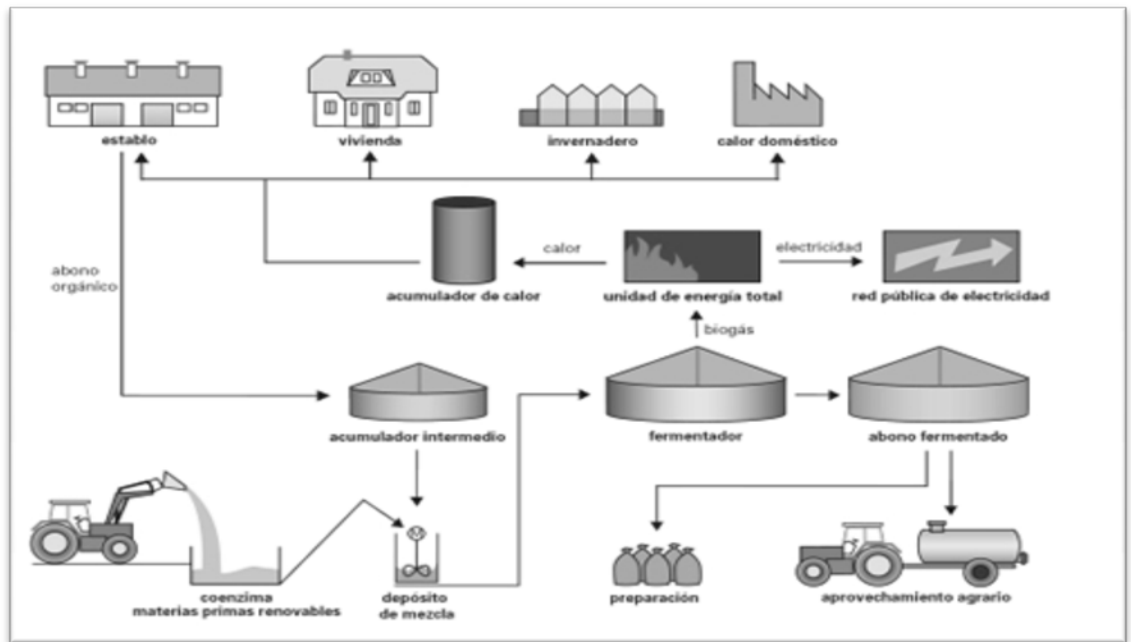 establo
vivienda
invernadero
calor doméstico
abono
orgánico
calor
electricidad
acumulador de calor
unidad de energía total
red pública de electricidad
biogás
acumulador intermedio
fermentador
abono fermentado
coenzima
materias primas renovables
depósito
de mezcla
preparación
aprovechamiento agrario